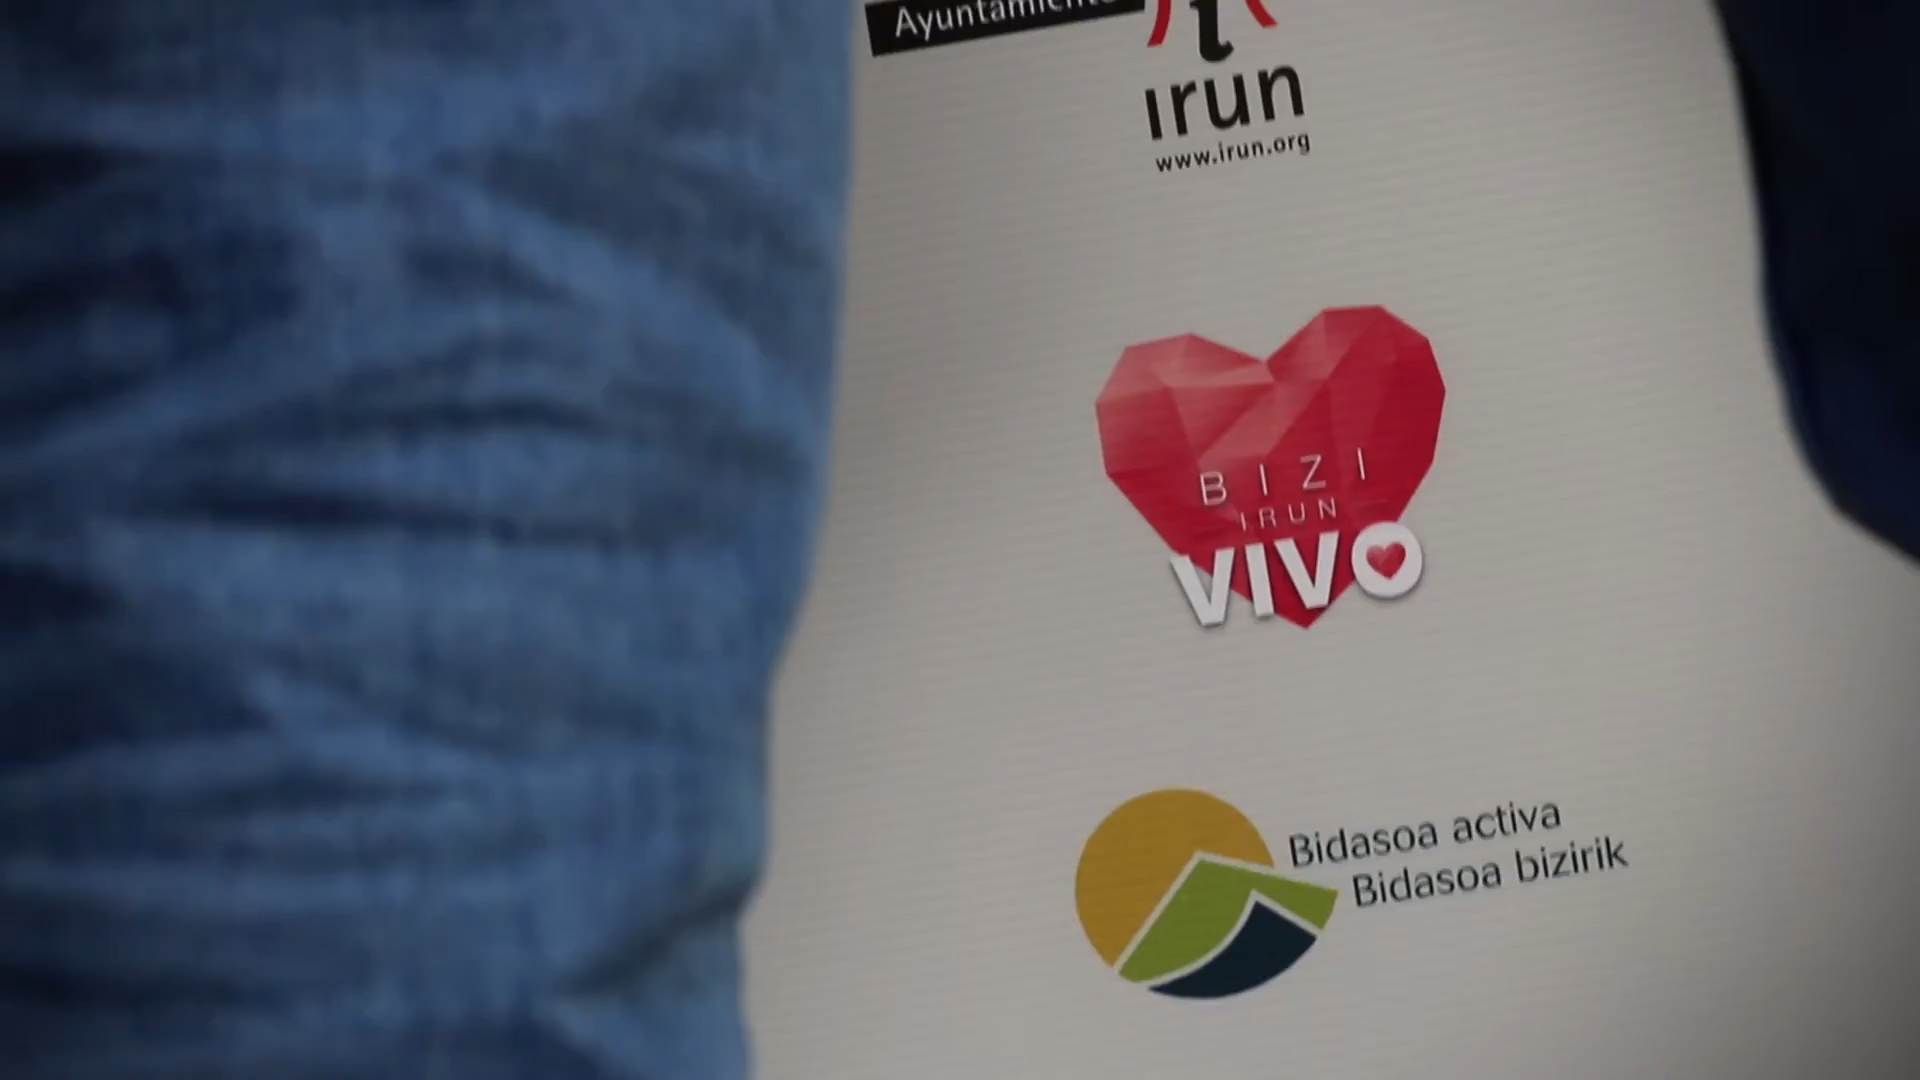 Ayuntamiento
irun
www.irun.org
BIZI
IRUN
VIVO
Bidasoa activa
Bidasoa bizirik